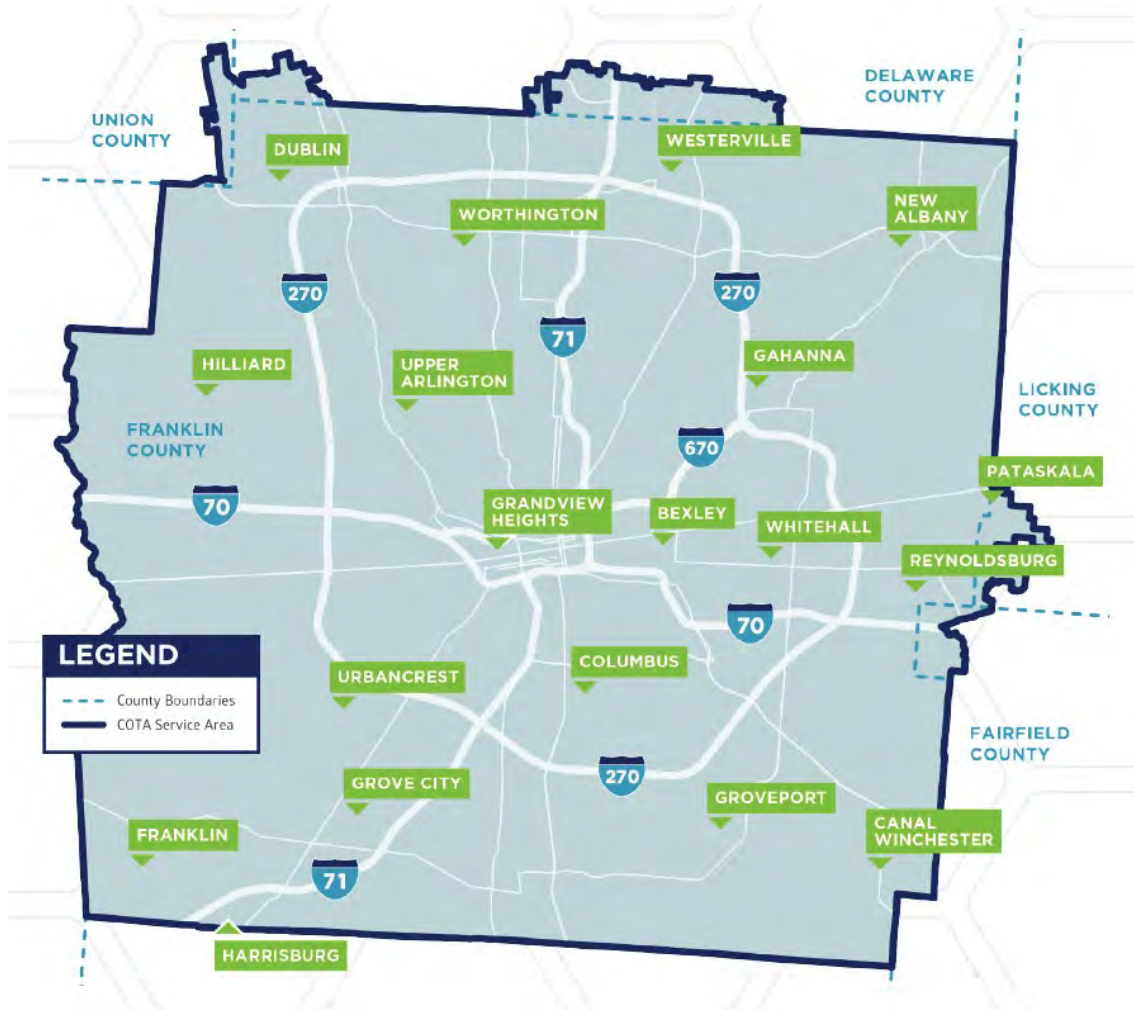 DELAWARE
COUNTY
UNION
COUNTY
DUBLIN
WESTERVILLE
NEW
ALBANY
WORTHINGTON
270
270
71
HILLIARD
UPPER
ARLINGTON
GAHANNA
LICKING
COUNTY
FRANKLIN
COUNTY
670
PATASKALA
70
GRANDVIEW
HEIGHTS
BEXLEY
WHITEHALL
REYNOLDSBURG
70
LEGEND
County Boundaries
COTA Service Area
URBANCREST
COLUMBUS
FAIRFIELD
COUNTY
270
GROVE CITY
GROVEPORT
FRANKLIN
CANAL
WINCHESTER
71
HARRISBURG